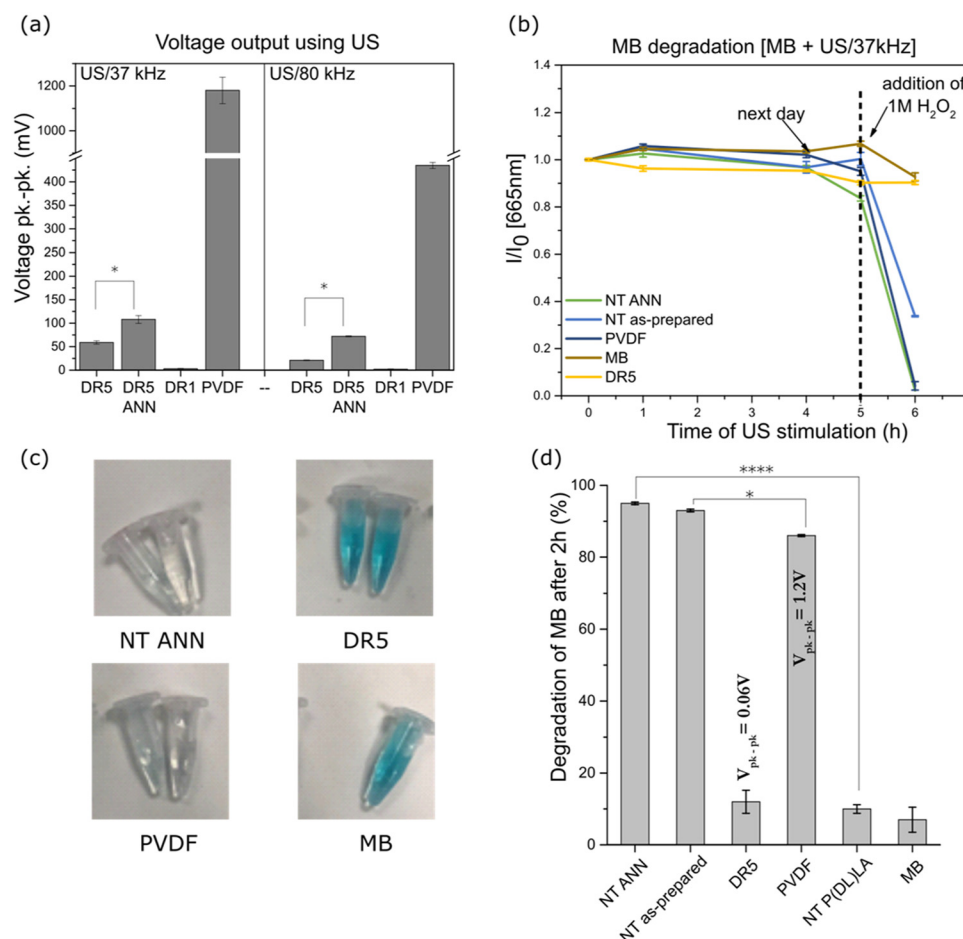 (a)
Voltage output using US
US/37 kHz
US/80 kHz
Voltage pk.-pk. (mV)
1200
1000
450
400
350
300
250
200
150
100
50
0
*
*
DR5 DR5 DR1 PVDF -- DR5 DR5 DR1 PVDF
ANN ANN
(b)
MB degradation [MB + US/37kHz]
I/I₀ [665nm]
1.4
1.2
1.0
0.8
0.6
0.4
0.2
0.0
next day
addition of
1M H₂O₂
NT ANN
NT as-prepared
PVDF
MB
DR5
0 1 2 3 4 5 6
Time of US stimulation (h)
(c)
NT ANN
DR5
PVDF
MB
(d)
Degradation of MB after 2h (%)
100
80
60
40
20
0
****
*
V pk - pk = 0.06V
V pk - pk = 1.2V
NT ANN
NT as-prepared
DR5
PVDF
NT P(DL)LA
MB